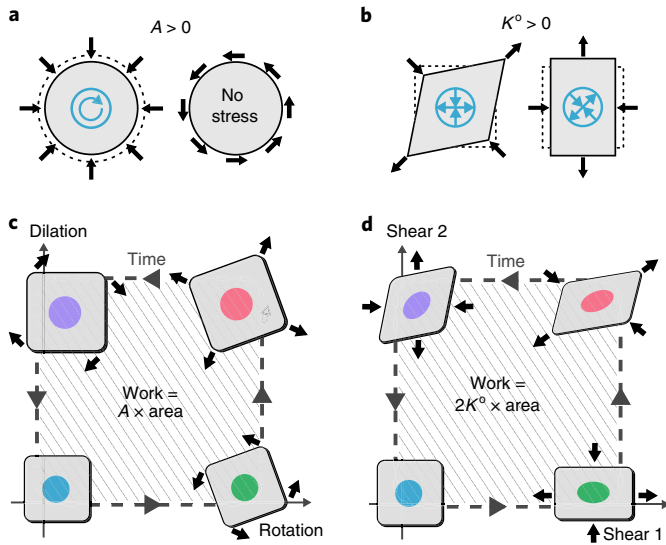 a
A > 0
No
stress
b
K° > 0
c
Dilation
Time
Work =
A × area
Rotation
d
Shear 2
Time
Work =
2K° × area
Shear 1